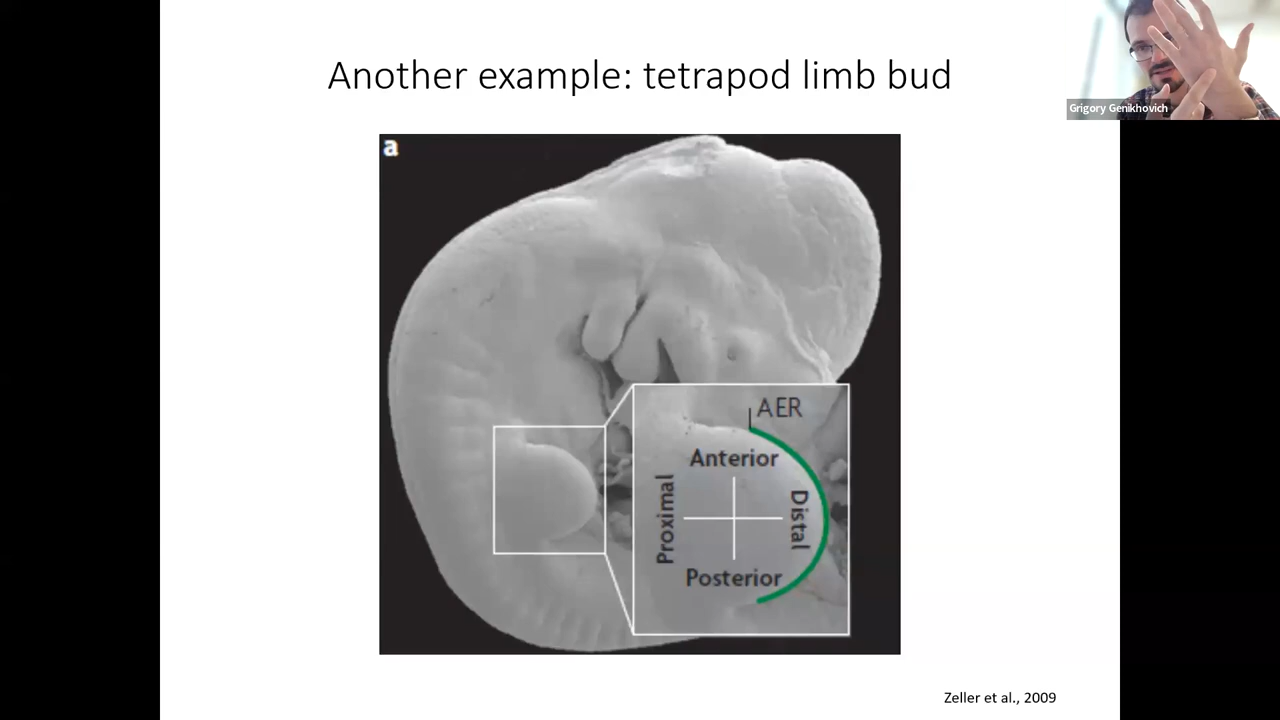 Another example: tetrapod limb bud
Grigory Genikhovich
a
AER
Anterior
Proximal
Distal
Posterior
Zeller et al., 2009